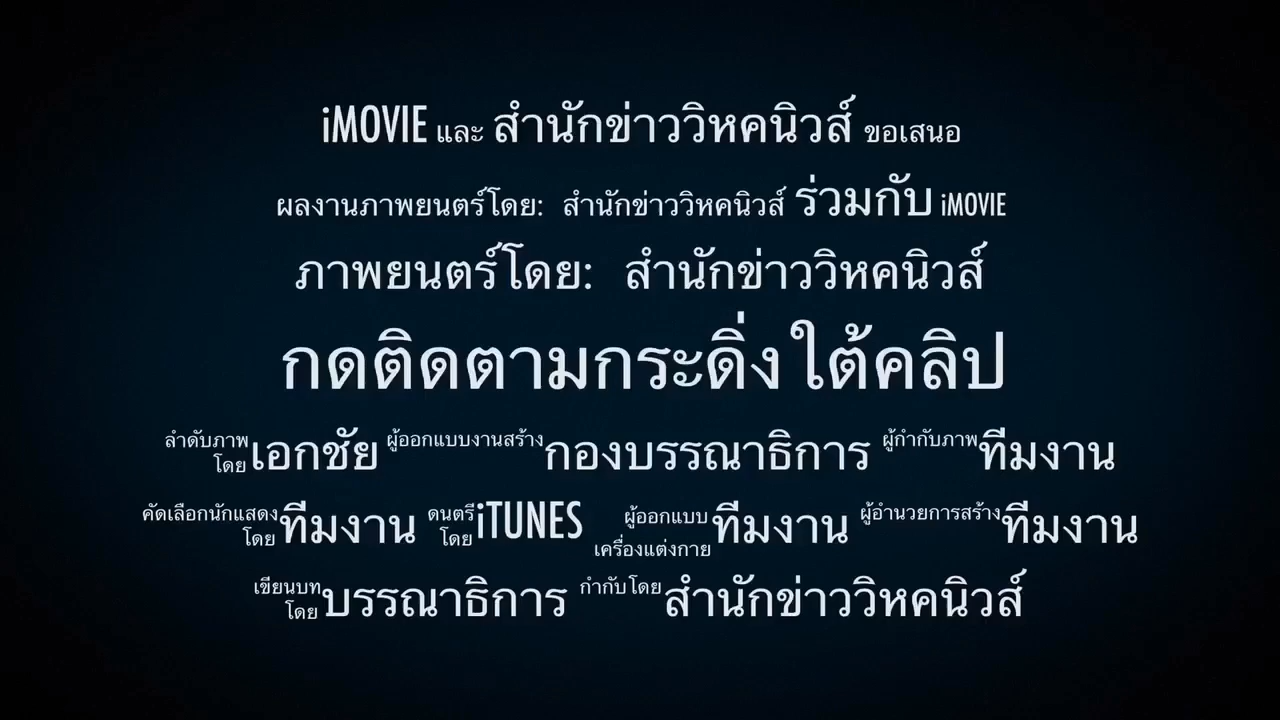 iMOVIE และ สำนักข่าววิหคนิวส์ ขอเสนอ
ผลงานภาพยนตร์โดย: สำนักข่าววิหคนิวส์ ร่วมกับ iMOVIE
ภาพยนตร์โดย: สำนักข่าววิหคนิวส์
กดติดตามกระดิ่ง ใต้คลิป
ลำดับภาพโดย เอกชัย ผู้ออกแบบงานสร้าง กองบรรณาธิการ ผู้กำกับภาพ ทีมงาน
คัดเลือกนักแสดงโดย ทีมงาน ดนตรีโดย iTUNES ผู้ออกแบบเครื่องแต่งกาย ทีมงาน ผู้อำนวยการสร้าง ทีมงาน
เขียนบทโดย บรรณาธิการ กำกับโดย สำนักข่าววิหคนิวส์